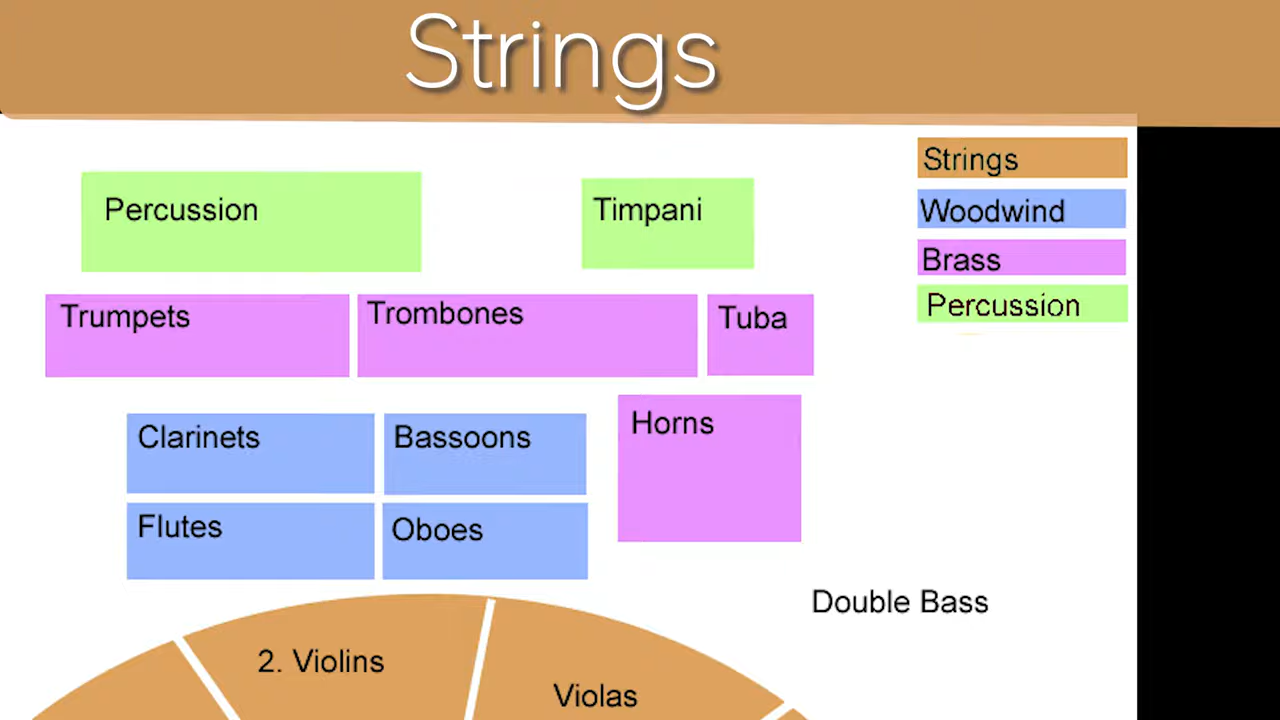 Strings
Strings
Woodwind
Brass
Percussion
Percussion
Timpani
Trumpets
Trombones
Tuba
Clarinets
Bassoons
Horns
Flutes
Oboes
Double Bass
2. Violins
Violas